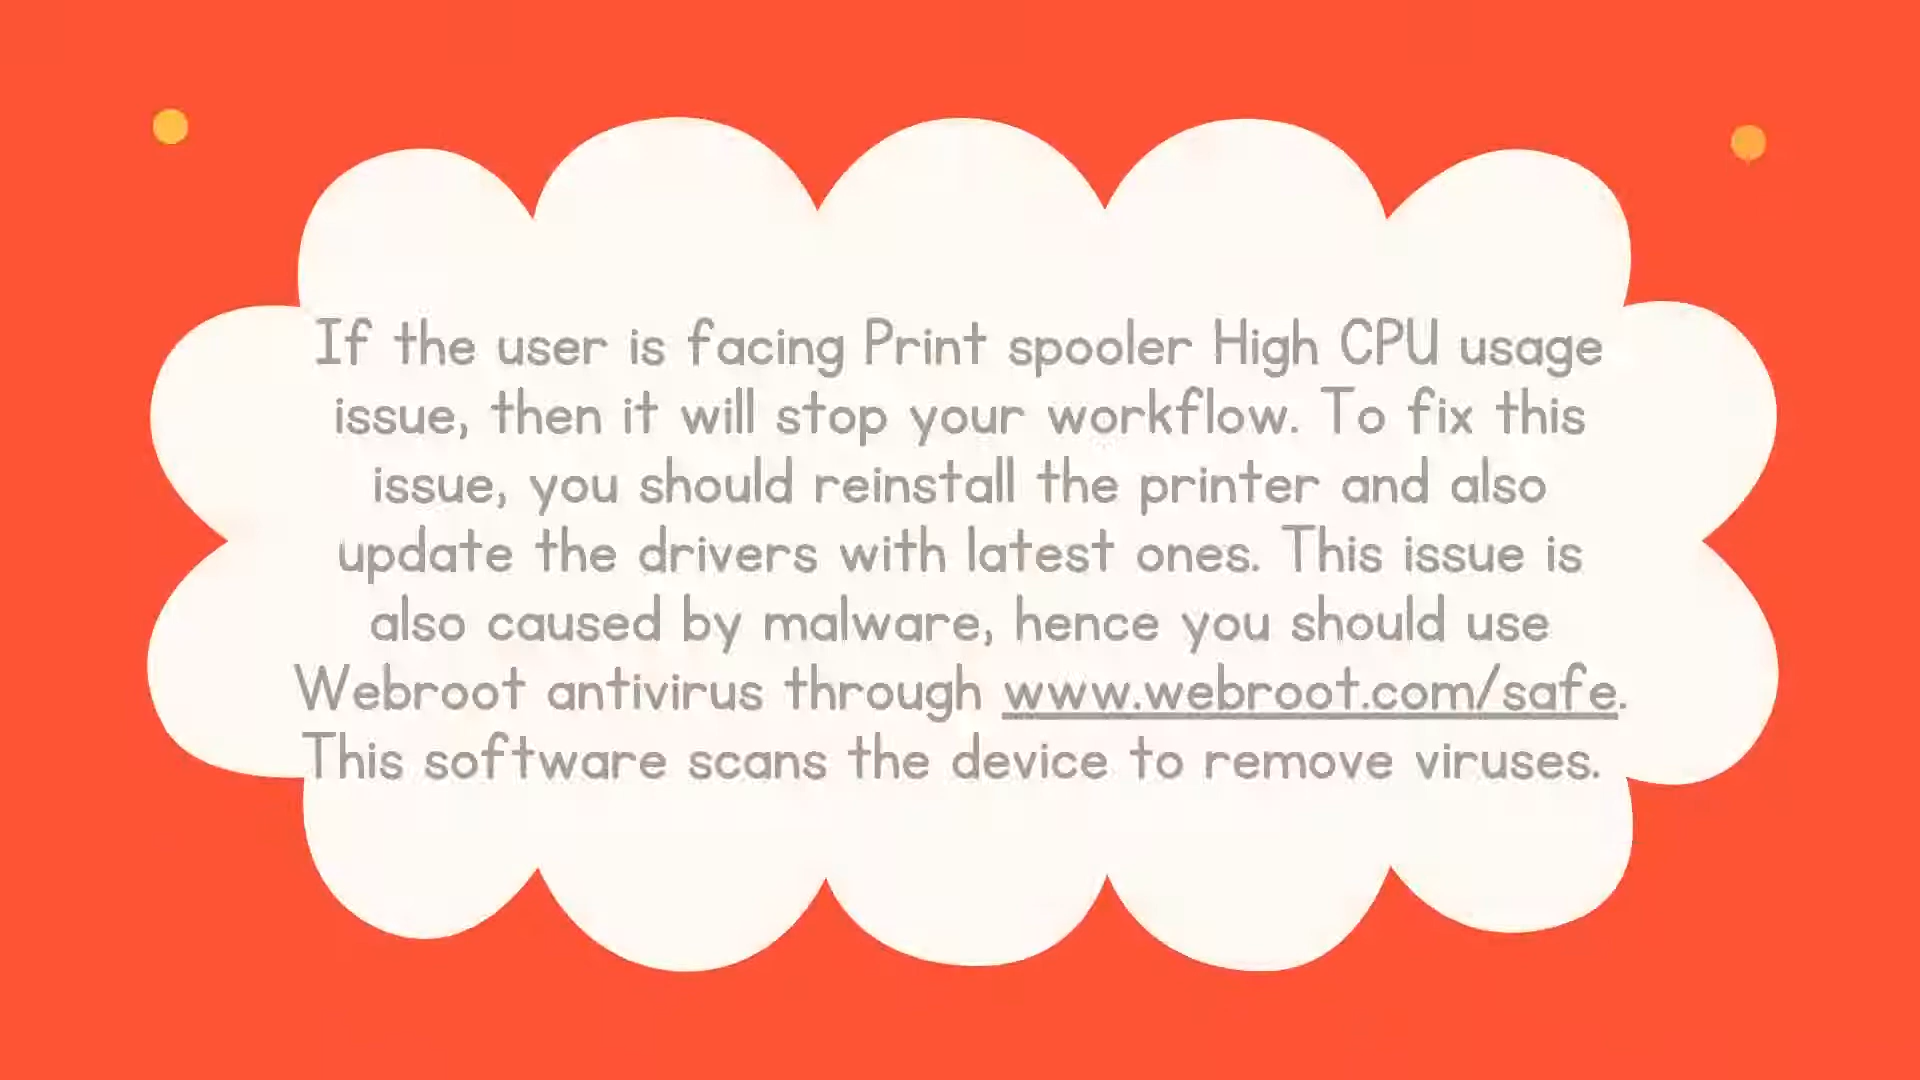 If the user is facing Print spooler High CPU usage
issue, then it will stop your workflow. To fix this
issue, you should reinstall the printer and also
update the drivers with latest ones. This issue is
also caused by malware, hence you should use
Webroot antivirus through www.webroot.com/safe.
This software scans the device to remove viruses.